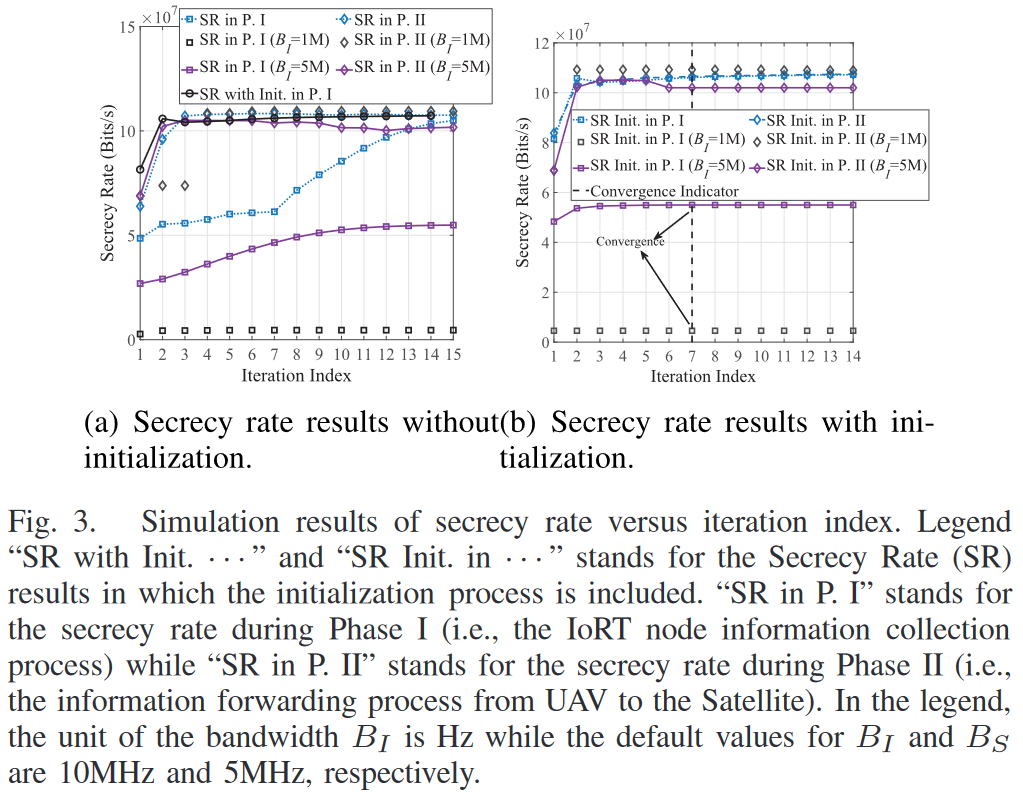 ×10⁷
15
10
5
0
Secrecy Rate (Bits/s)
SR in P. I
SR in P. II
SR in P. I (B_I=1M)
SR in P. II (B_I=1M)
SR in P. I (B_I=5M)
SR in P. II (B_I=5M)
SR with Init. in P. I
1 2 3 4 5 6 7 8 9 10 11 12 13 14 15
Iteration Index
×10⁷
12
10
8
6
4
2
0
Secrecy Rate (Bits/s)
SR Init. in P. I
SR Init. in P. II
SR Init. in P. I (B_I=1M)
SR Init. in P. II (B_I=1M)
SR Init. in P. I (B_I=5M)
SR Init. in P. II (B_I=5M)
Convergence Indicator
Convergence
1 2 3 4 5 6 7 8 9 10 11 12 13 14
Iteration Index
(a) Secrecy rate results without
initialization.
(b) Secrecy rate results with ini-
tialization.
Fig. 3. Simulation results of secrecy rate versus iteration index. Legend
“SR with Init. ···” and “SR Init. in ···” stands for the Secrecy Rate (SR)
results in which the initialization process is included. “SR in P. I” stands for
the secrecy rate during Phase I (i.e., the IoRT node information collection
process) while “SR in P. II” stands for the secrecy rate during Phase II (i.e.,
the information forwarding process from UAV to the Satellite). In the legend,
the unit of the bandwidth B_I is Hz while the default values for B_I and B_S
are 10MHz and 5MHz, respectively.